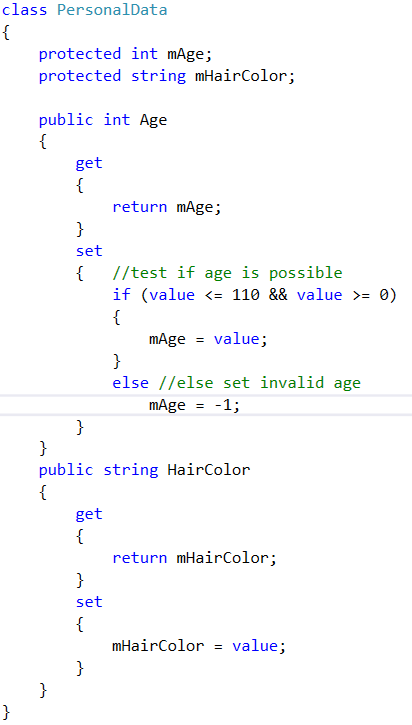 class PersonalData
{
    protected int mAge;
    protected string mHairColor;

    public int Age
    {
        get
        {
            return mAge;
        }
        set
        {   //test if age is possible
            if (value <= 110 && value >= 0)
            {
                mAge = value;
            }
            else //else set invalid age
                mAge = -1;
        }
    }
    public string HairColor
    {
        get
        {
            return mHairColor;
        }
        set
        {
            mHairColor = value;
        }
    }
}